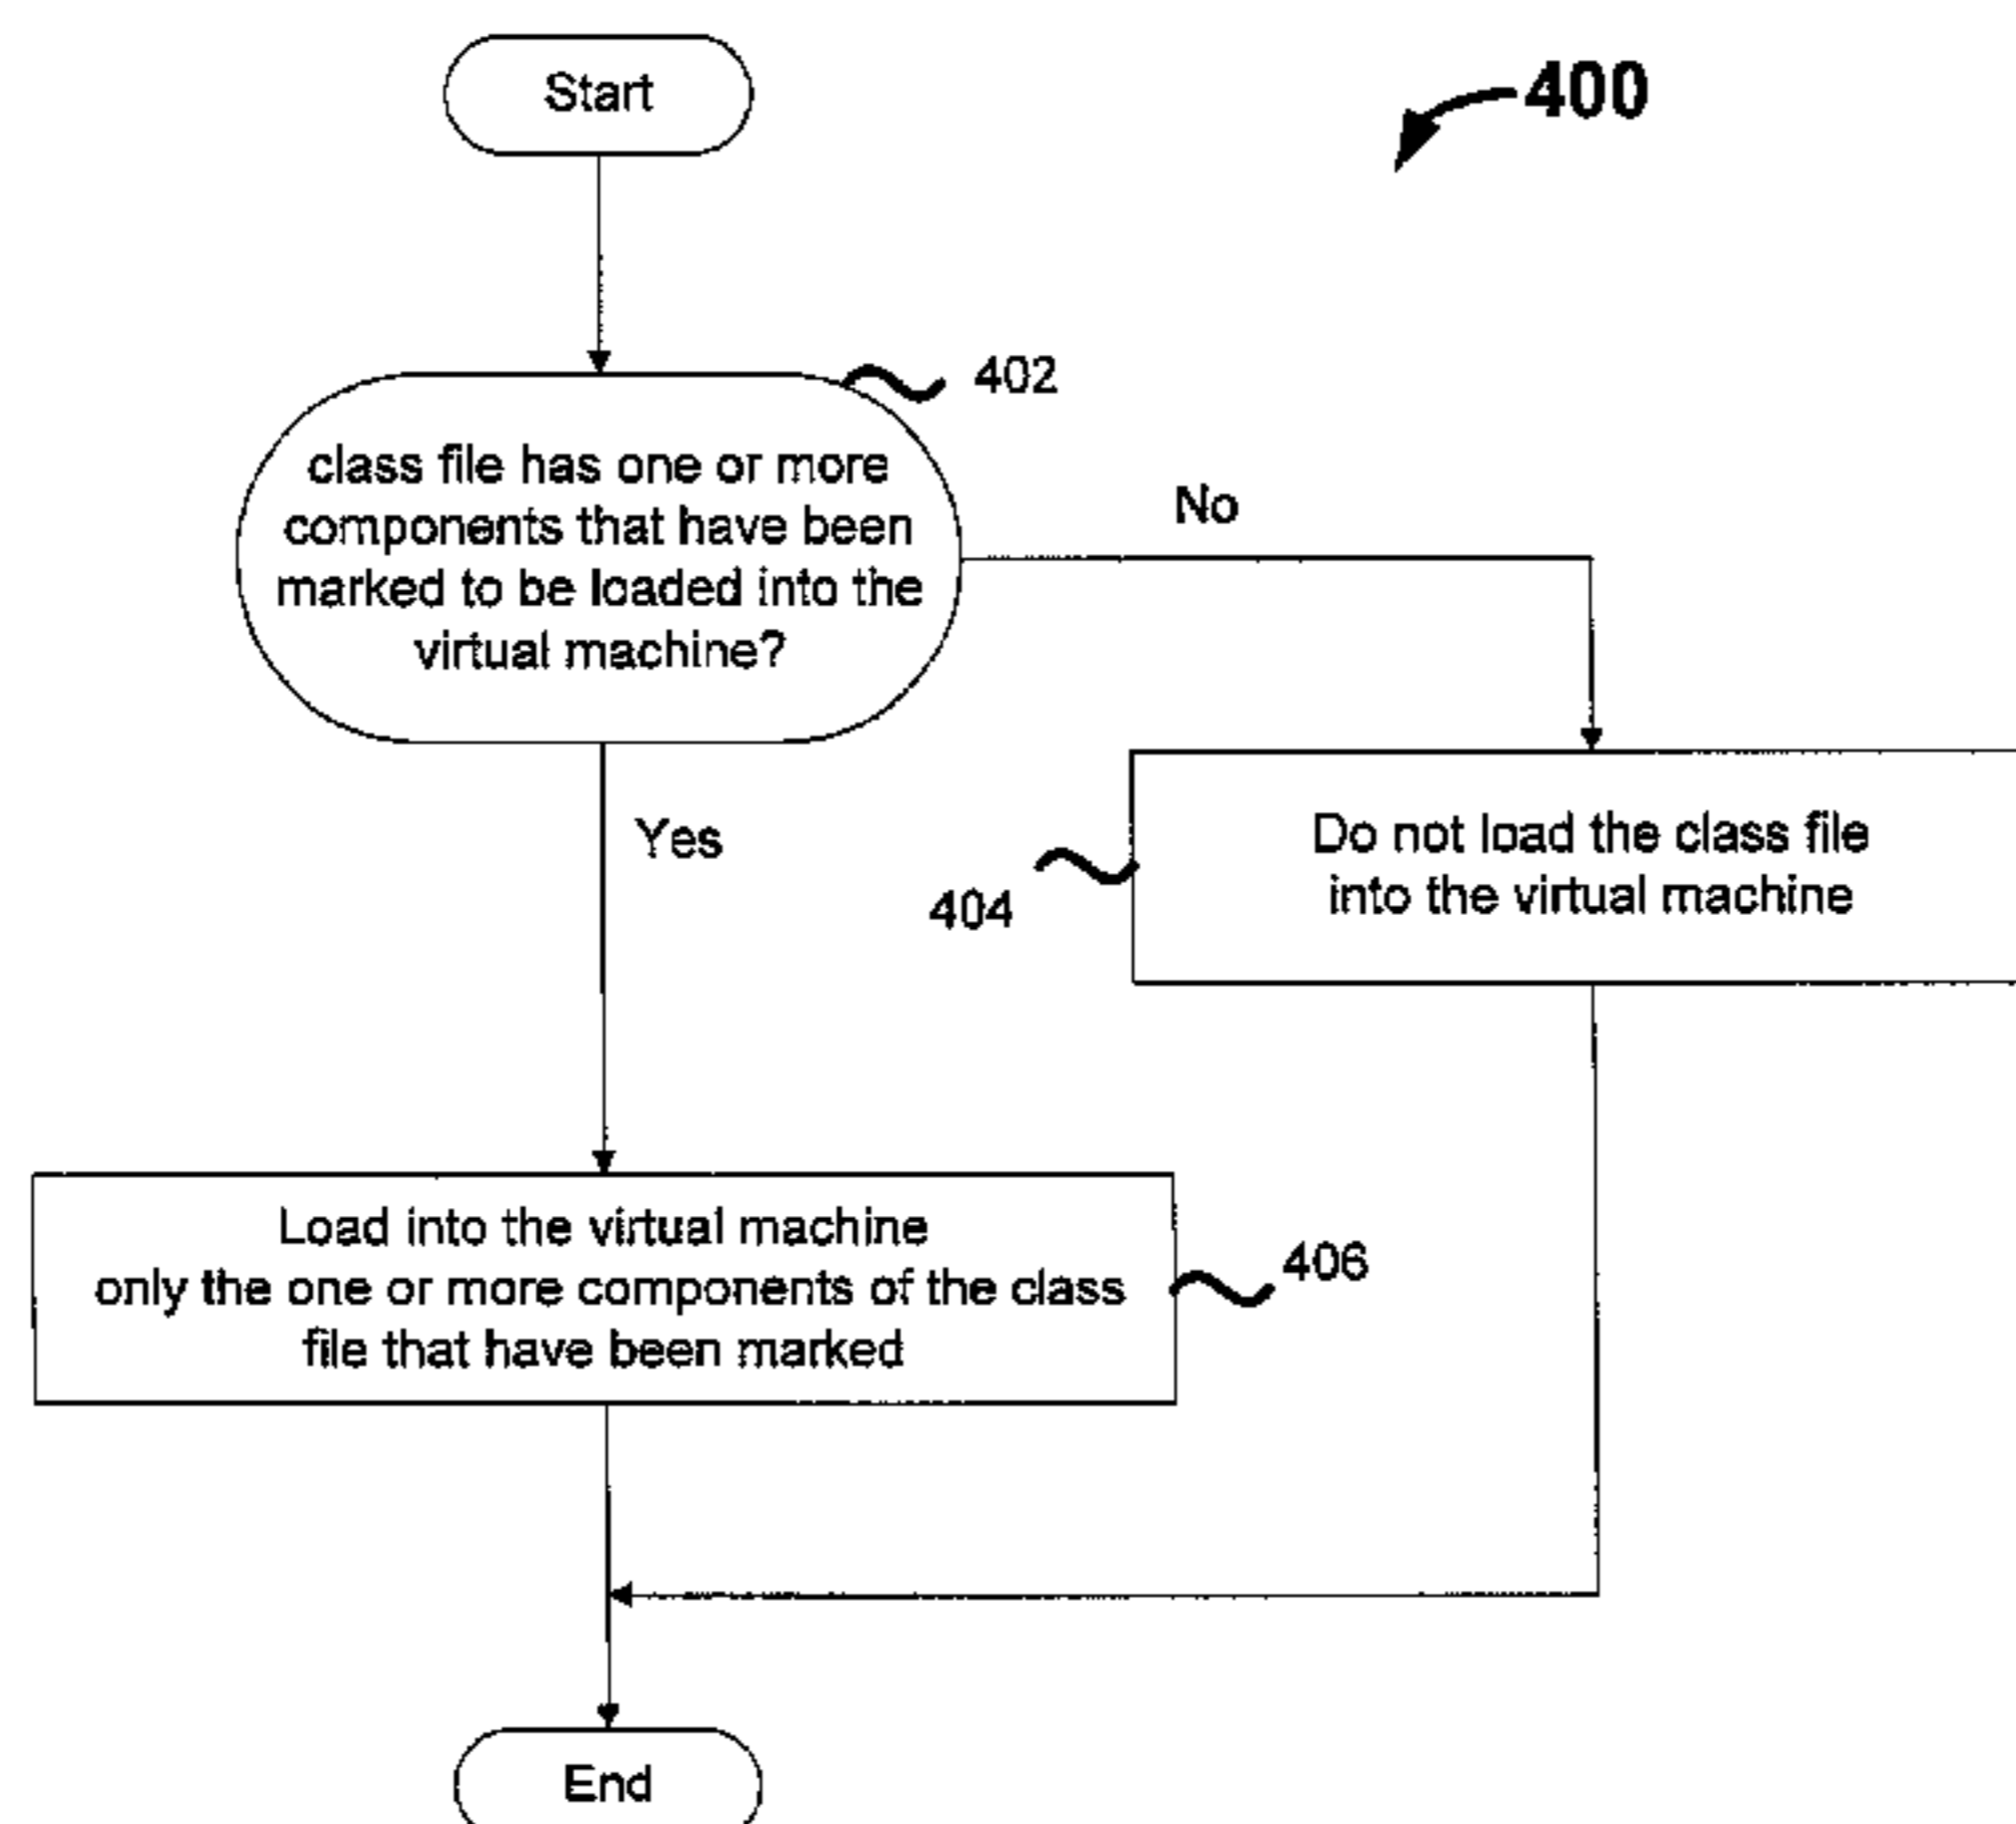 Start
400
402
class file has one or more
components that have been
marked to be loaded into the
virtual machine?
No
Yes
Do not load the class file
into the virtual machine
404
Load into the virtual machine
only the one or more components of the class
file that have been marked
406
End